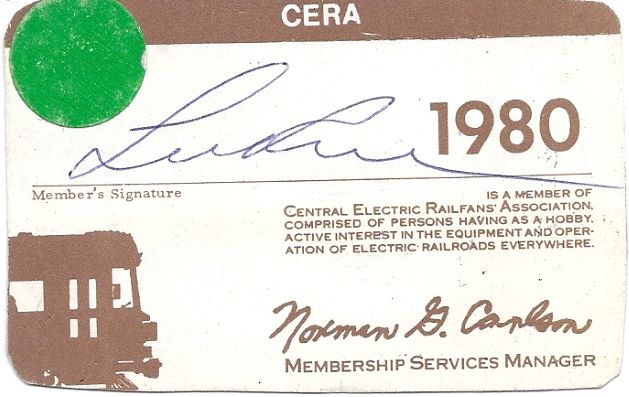 CERA
1980
Member's Signature
IS A MEMBER OF
CENTRAL ELECTRIC RAILFANS' ASSOCIATION,
COMPRISED OF PERSONS HAVING AS A HOBBY,
ACTIVE INTEREST IN THE EQUIPMENT AND OPER-
ATION OF ELECTRIC RAILROADS EVERYWHERE.
Norman G. Carlson
MEMBERSHIP SERVICES MANAGER